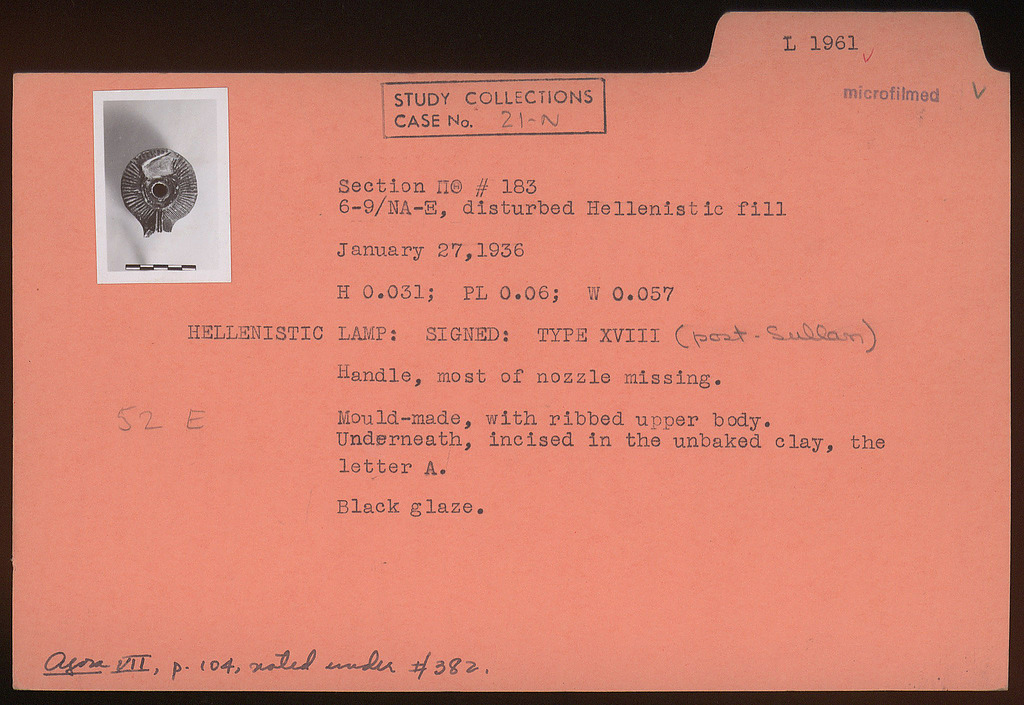 L 1961
microfilmed V
STUDY COLLECTIONS
CASE No. 21-N
Section ΠΘ # 183
6-9/NA-E, disturbed Hellenistic fill
January 27,1936
H 0.031; PL 0.06; W 0.057
HELLENISTIC LAMP: SIGNED: TYPE XVIII (post-Sullan)
Handle, most of nozzle missing.
52 E
Mould-made, with ribbed upper body.
Underneath, incised in the unbaked clay, the
letter A.
Black glaze.
Agora VII, p. 104, noted under #382.